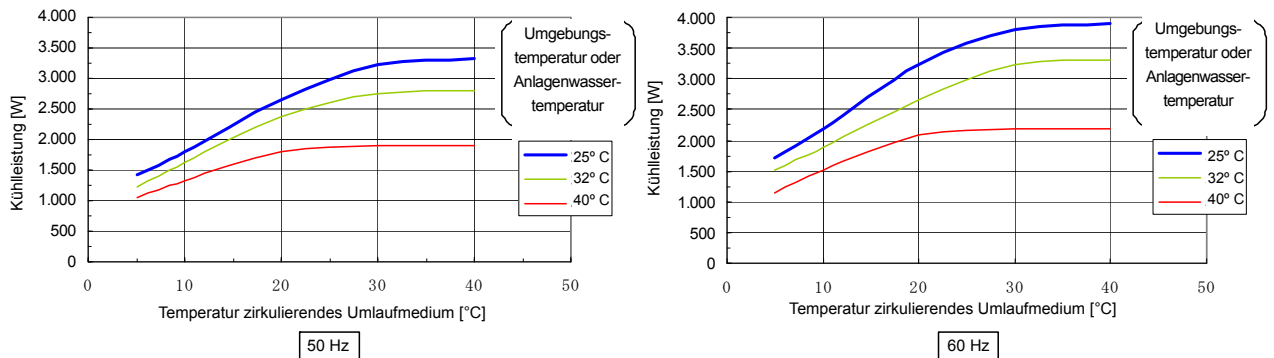 4.000
3.500
3.000
2.500
2.000
1.500
1.000
500
0
Kühlleistung [W]
0 10 20 30 40 50
Temperatur zirkulierendes Umlaufmedium [°C]
50 Hz
Umgebungs-
temperatur oder
Anlagenwasser-
temperatur
25º C
32º C
40º C
4.000
3.500
3.000
2.500
2.000
1.500
1.000
500
0
Kühlleistung [W]
0 10 20 30 40 50
Temperatur zirkulierendes Umlaufmedium [°C]
60 Hz
Umgebungs-
temperatur oder
Anlagenwasser-
temperatur
25º C
32º C
40º C